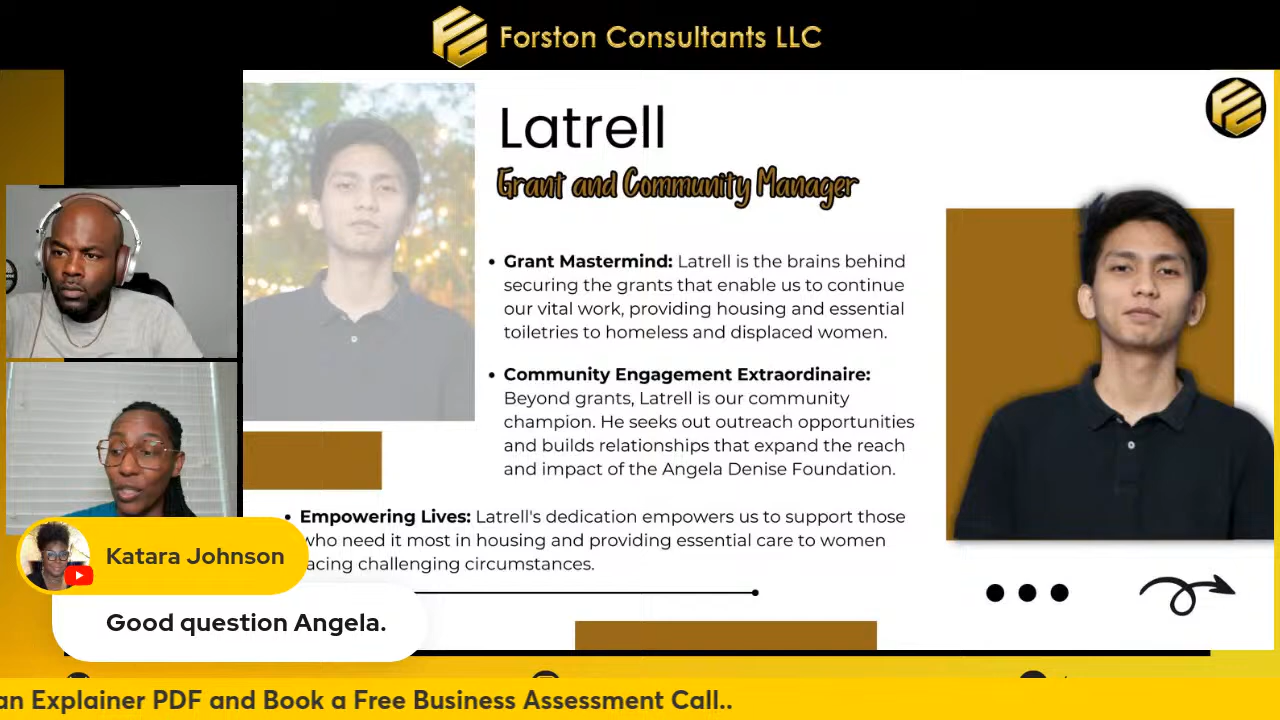 Forston Consultants LLC
Latrell
Grant and Community Manager
• Grant Mastermind: Latrell is the brains behind
securing the grants that enable us to continue
our vital work, providing housing and essential
toiletries to homeless and displaced women.
• Community Engagement Extraordinaire:
Beyond grants, Latrell is our community
champion. He seeks out outreach opportunities
and builds relationships that expand the reach
and impact of the Angela Denise Foundation.
• Empowering Lives: Latrell's dedication empowers us to support those
who need it most in housing and providing essential care to women
facing challenging circumstances.
Katara Johnson
Good question Angela.
an Explainer PDF and Book a Free Business Assessment Call..